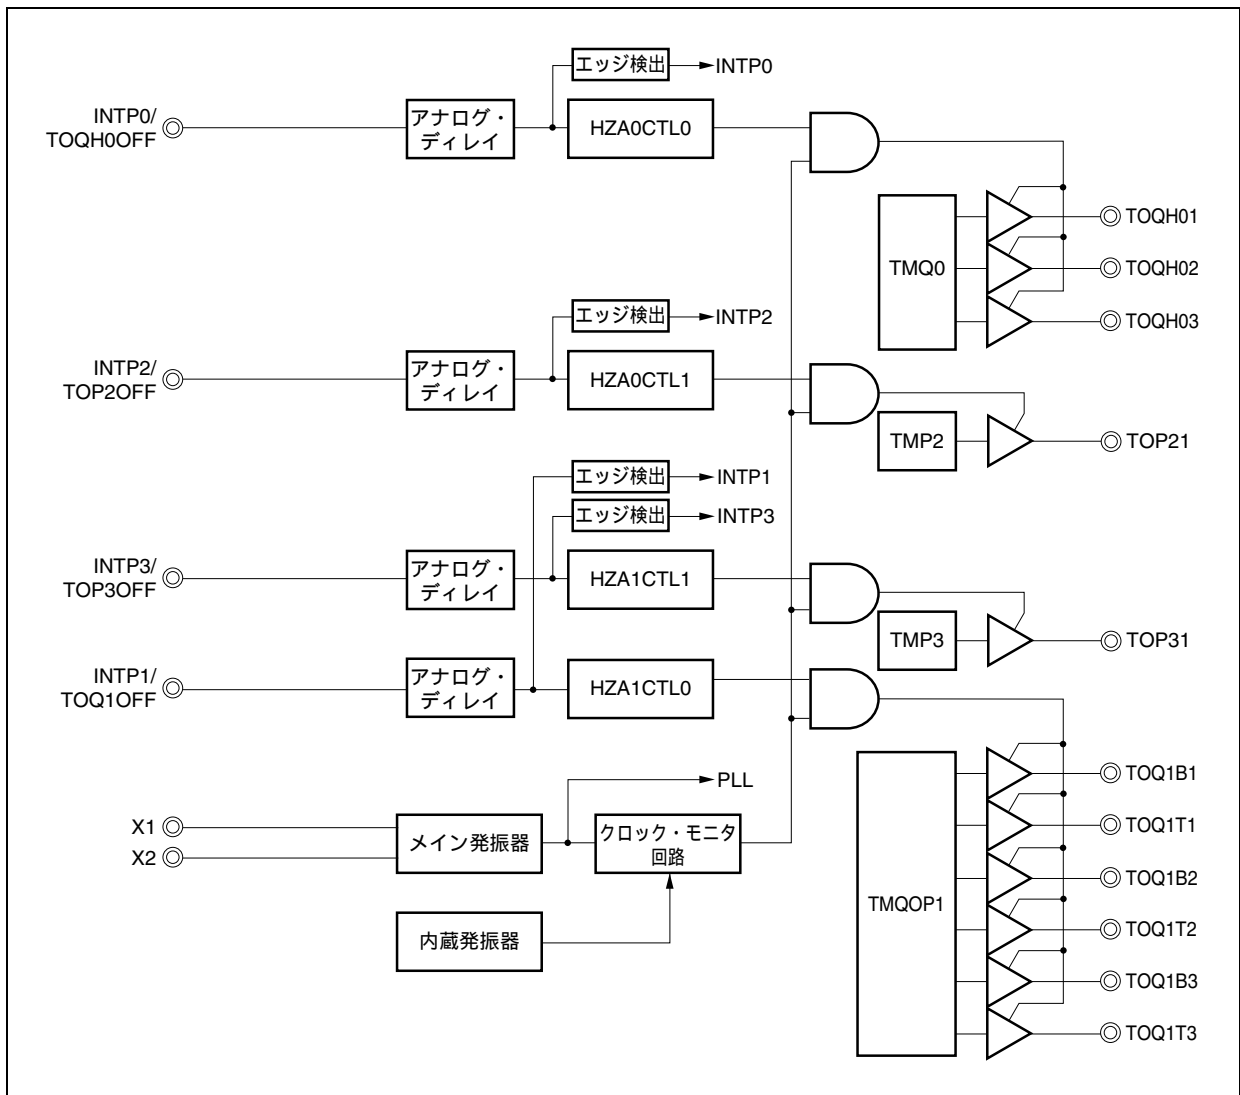 エッジ検出
INTP0
INTP0/
TOQH0OFF
アナログ・
ディレイ
HZA0CTL0
TMQ0
TOQH01
TOQH02
TOQH03
エッジ検出
INTP2
INTP2/
TOP2OFF
アナログ・
ディレイ
HZA0CTL1
TMP2
TOP21
エッジ検出
INTP1
エッジ検出
INTP3
INTP3/
TOP3OFF
アナログ・
ディレイ
HZA1CTL1
TMP3
TOP31
INTP1/
TOQ1OFF
アナログ・
ディレイ
HZA1CTL0
PLL
X1
X2
メイン発振器
クロック・モニタ
回路
内蔵発振器
TMQOP1
TOQ1B1
TOQ1T1
TOQ1B2
TOQ1T2
TOQ1B3
TOQ1T3